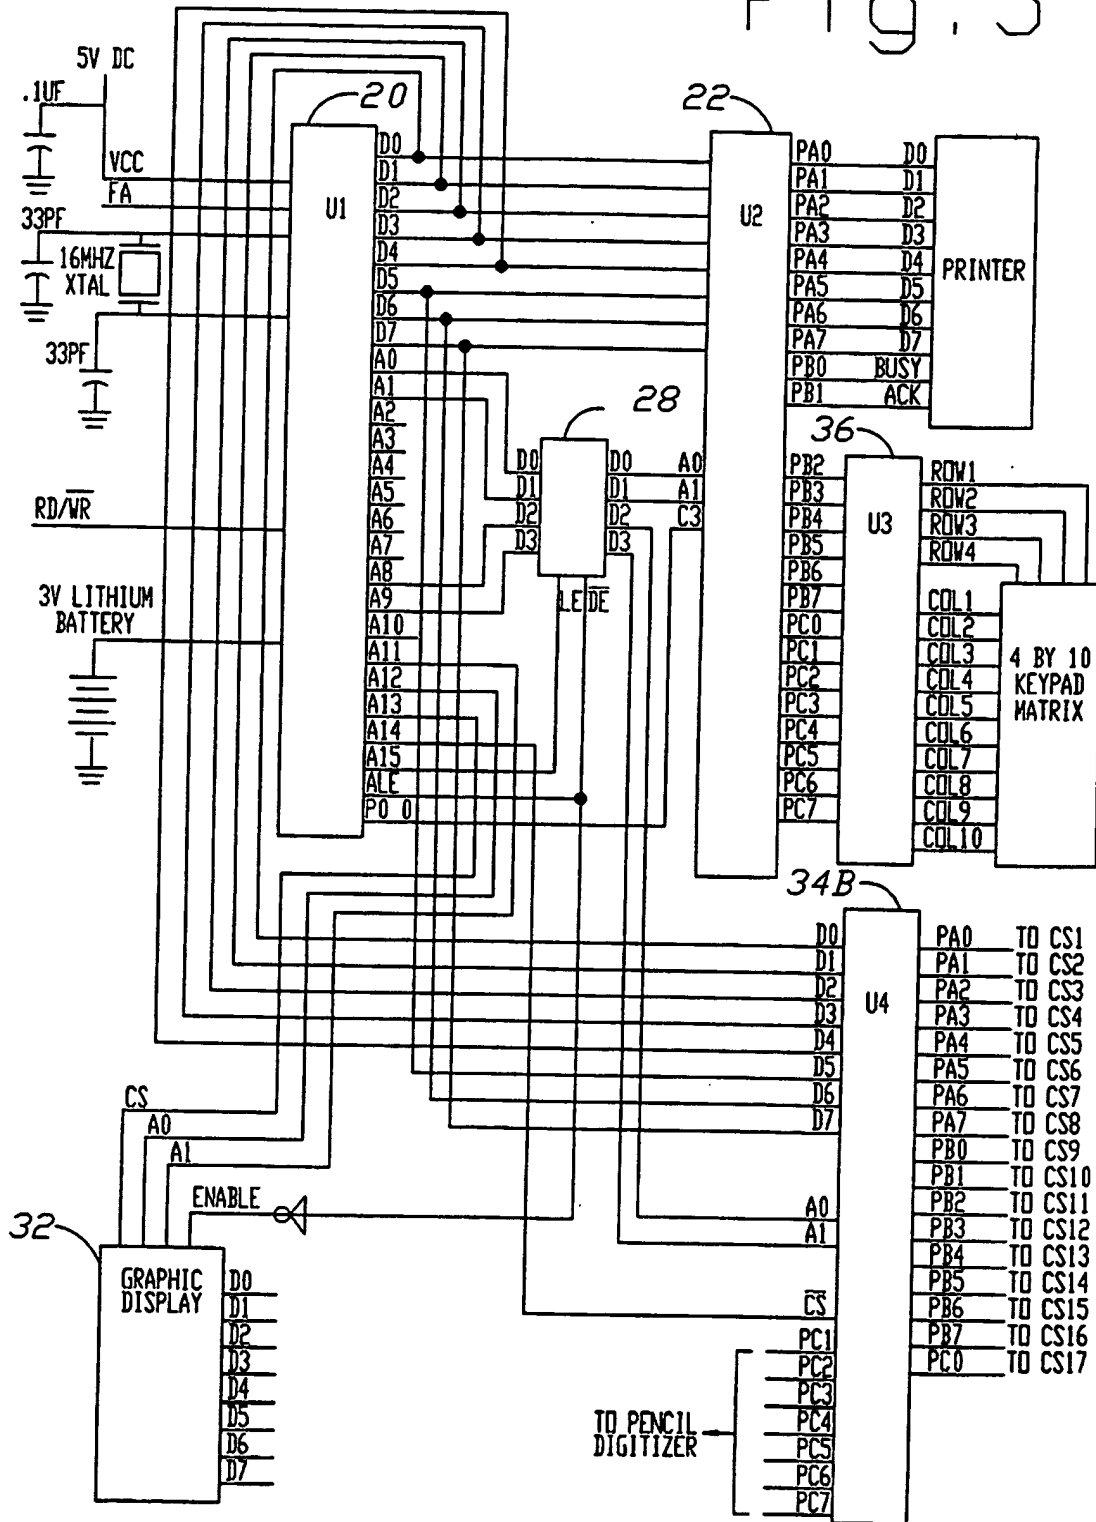 Fig. 3
5V DC
.1UF
20
22
VCC
FA
33PF
16MHZ
XTAL
33PF
RD/WR
3V LITHIUM
BATTERY
U1
D0
D1
D2
D3
D4
D5
D6
D7
A0
A1
A2
A3
A4
A5
A6
A7
A8
A9
A10
A11
A12
A13
A14
A15
ALE
PO 0
28
D0
D1
D2
D3
D0
D1
D2
D3
LE
DE
A0
A1
C3
U2
PA0
PA1
PA2
PA3
PA4
PA5
PA6
PA7
PB0
PB1
D0
D1
D2
D3
D4
D5
D6
D7
BUSY
ACK
PRINTER
PB2
PB3
PB4
PB5
PB6
PB7
PC0
PC1
PC2
PC3
PC4
PC5
PC6
PC7
36
U3
ROW1
ROW2
ROW3
ROW4
COL1
COL2
COL3
COL4
COL5
COL6
COL7
COL8
COL9
COL10
4 BY 10
KEYPAD
MATRIX
34B
D0
D1
D2
D3
D4
D5
D6
D7
A0
A1
CS
PC1
PC2
PC3
PC4
PC5
PC6
PC7
TO PENCIL
DIGITIZER
U4
PA0 TO CS1
PA1 TO CS2
PA2 TO CS3
PA3 TO CS4
PA4 TO CS5
PA5 TO CS6
PA6 TO CS7
PA7 TO CS8
PB0 TO CS9
PB1 TO CS10
PB2 TO CS11
PB3 TO CS12
PB4 TO CS13
PB5 TO CS14
PB6 TO CS15
PB7 TO CS16
PC0 TO CS17
CS
A0
A1
ENABLE
32
GRAPHIC
DISPLAY
D0
D1
D2
D3
D4
D5
D6
D7